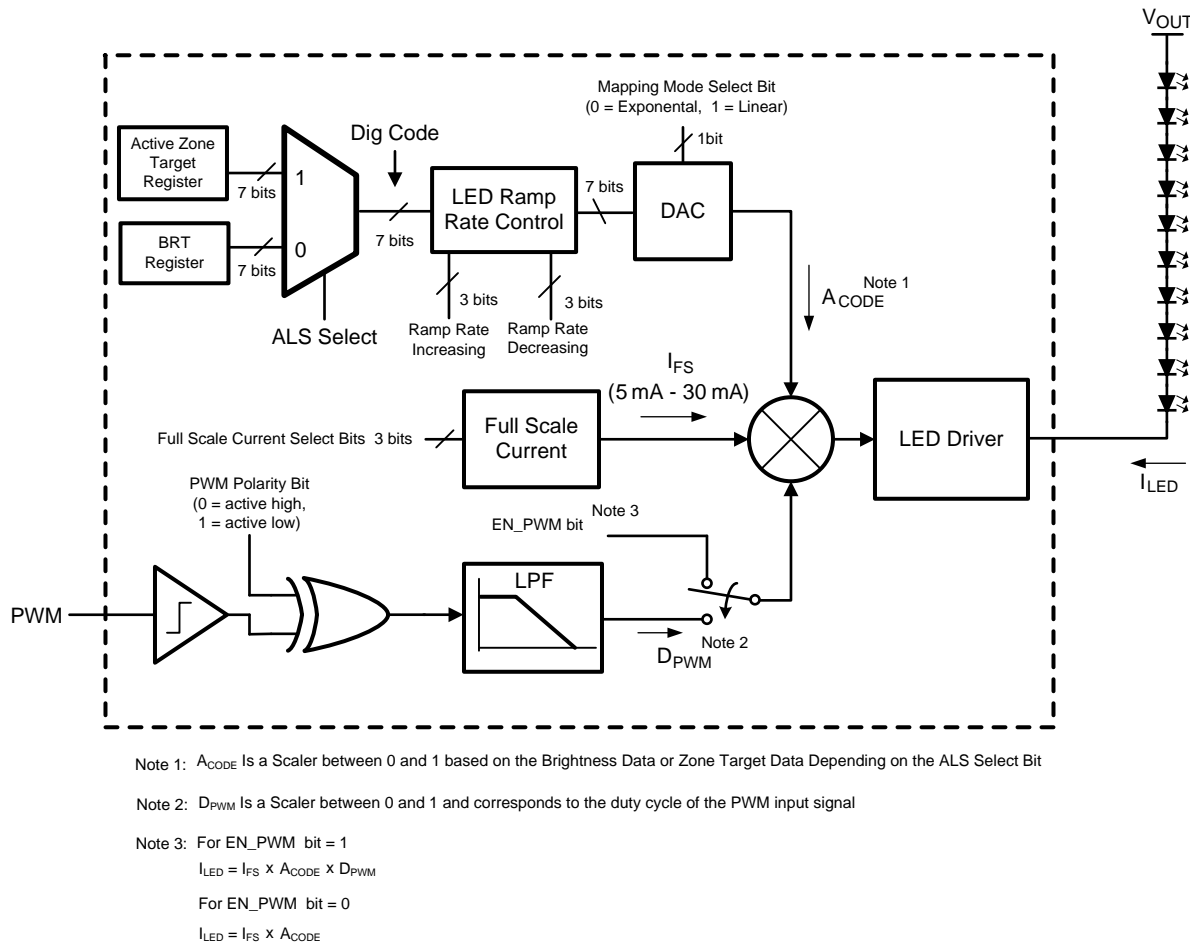 VOUT
Mapping Mode Select Bit
(0 = Exponential, 1 = Linear)
1bit
Active Zone
Target
Register
7 bits
1
Dig Code
7 bits
LED Ramp
Rate Control
7 bits
DAC
BRT
Register
7 bits
0
ALS Select
3 bits
3 bits
Ramp Rate
Increasing
Ramp Rate
Decreasing
ACODE Note 1
IFS
(5 mA - 30 mA)
Full Scale Current Select Bits 3 bits
Full Scale
Current
LED Driver
ILED
PWM Polarity Bit
(0 = active high,
1 = active low)
EN_PWM bit Note 3
PWM
LPF
DPWM Note 2
Note 1: ACODE Is a Scaler between 0 and 1 based on the Brightness Data or Zone Target Data Depending on the ALS Select Bit
Note 2: DPWM Is a Scaler between 0 and 1 and corresponds to the duty cycle of the PWM input signal
Note 3: For EN_PWM bit = 1
ILED = IFS x ACODE x DPWM
For EN_PWM bit = 0
ILED = IFS x ACODE